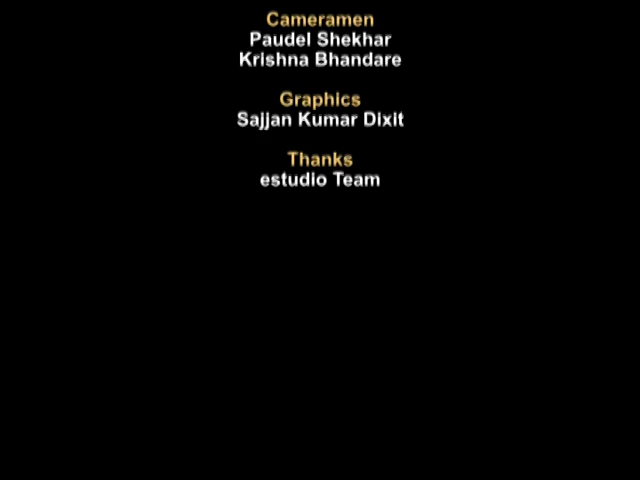 Cameramen
Paudel Shekhar
Krishna Bhandare
Graphics
Sajjan Kumar Dixit
Thanks
estudio Team